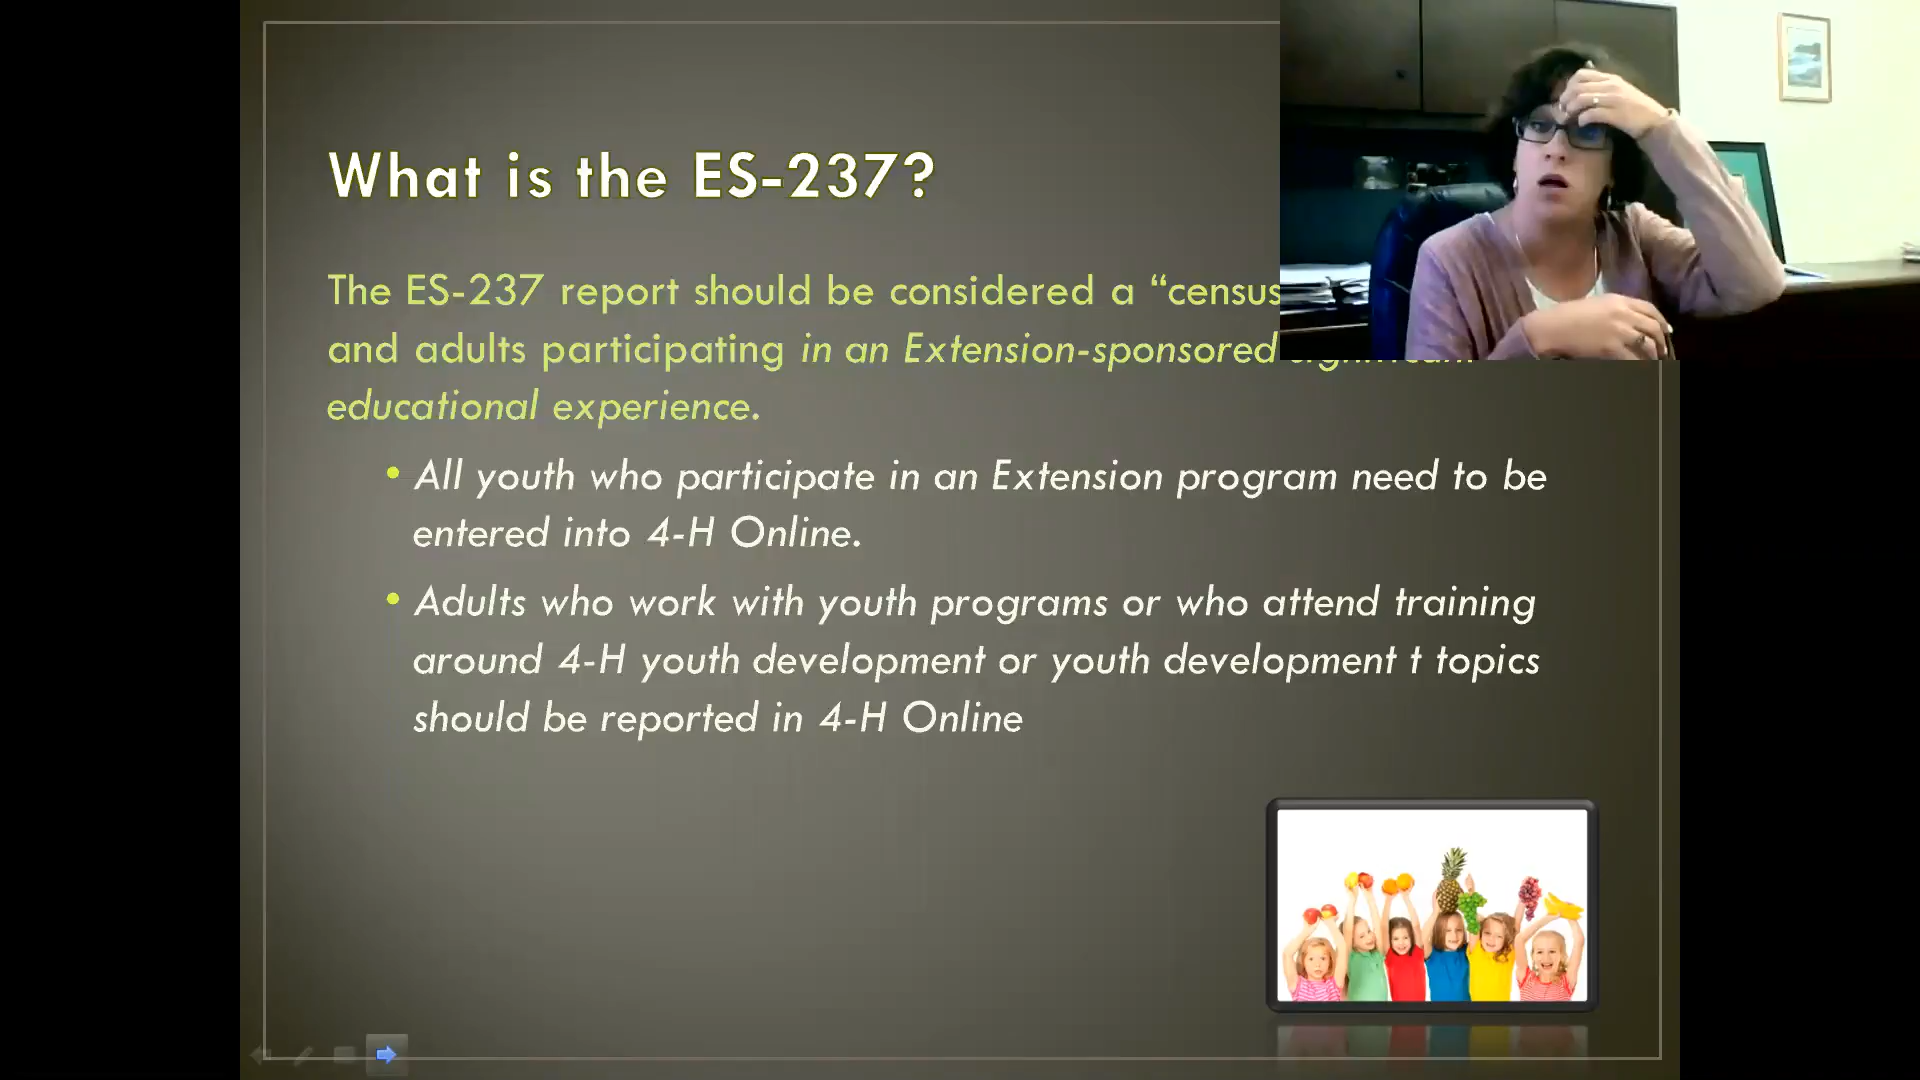 What is the ES-237?
The ES-237 report should be considered a “census
and adults participating in an Extension-sponsored
educational experience.
• All youth who participate in an Extension program need to be
entered into 4-H Online.
• Adults who work with youth programs or who attend training
around 4-H youth development or youth development t topics
should be reported in 4-H Online